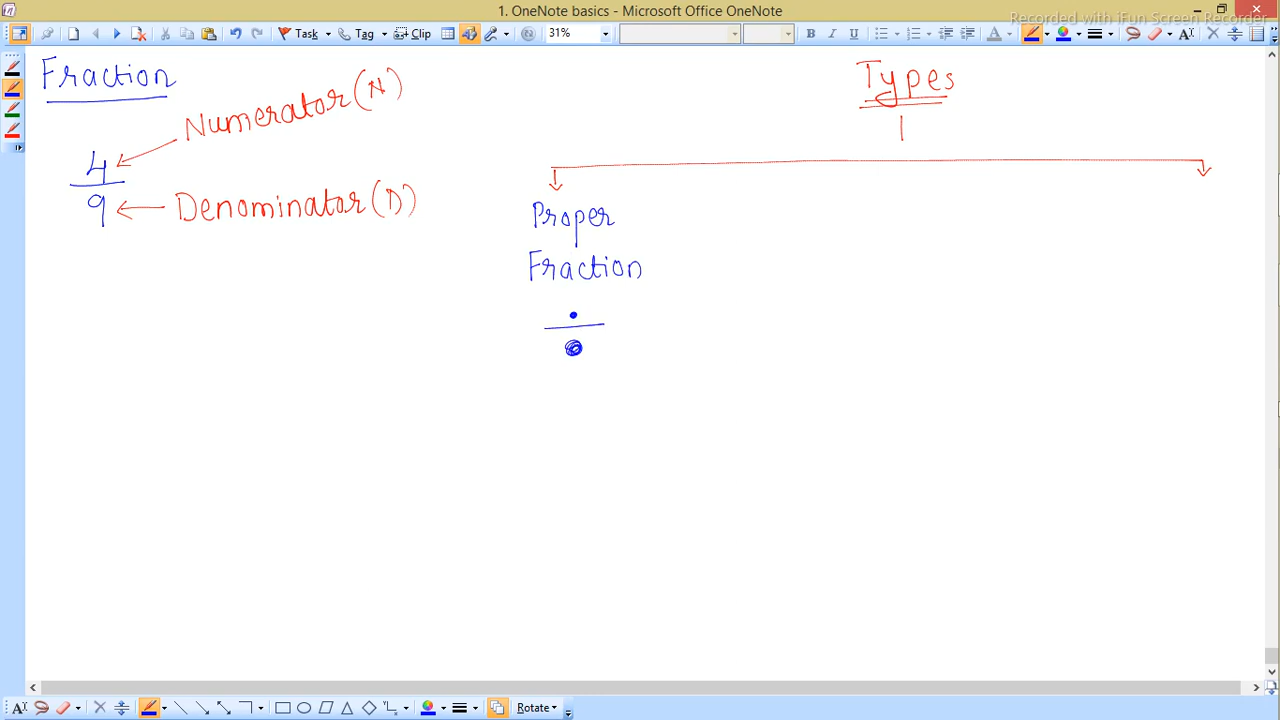 1. OneNote basics - Microsoft Office OneNote
Recorded with iFun Screen Recorder
Task Tag Clip 31%
Fraction
Types
Numerator (N)
4
9
Denominator (D)
Proper
Fraction
Rotate